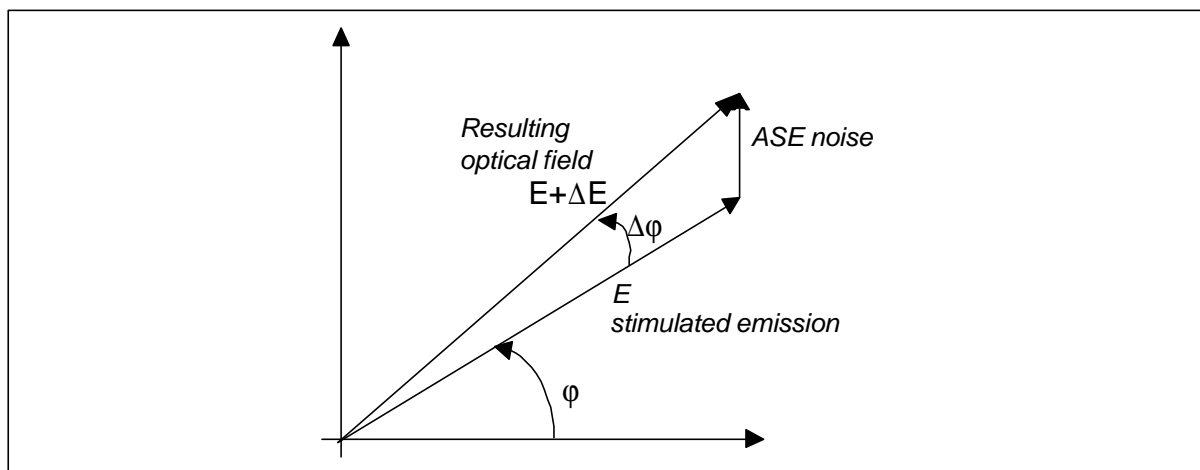 Resulting
optical field
E+ΔE
ASE noise
Δφ
E
stimulated emission
φ